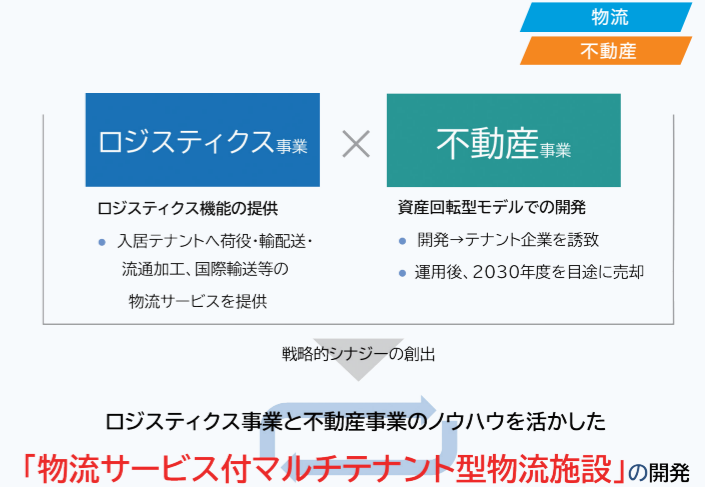 物流
不動産
ロジスティクス事業 × 不動産事業
ロジスティクス機能の提供
● 入居テナントへ荷役・輸配送・
流通加工、国際輸送等の
物流サービスを提供
資産回転型モデルでの開発
● 開発→テナント企業を誘致
● 運用後、2030年度を目途に売却
戦略的シナジーの創出
ロジスティクス事業と不動産事業のノウハウを活かした
「物流サービス付マルチテナント型物流施設」の開発